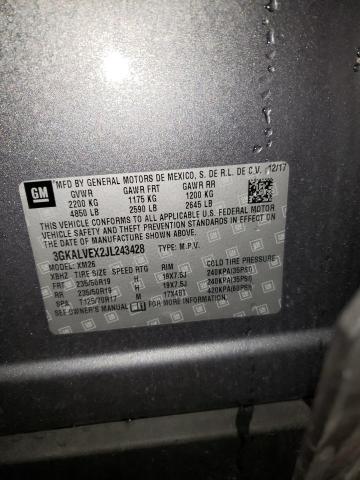 GM
MFD BY GENERAL MOTORS DE MEXICO, S. DE R.L. DE C.V. 12/17
GVWR GAWR FRT GAWR RR
2200 KG 1175 KG 1200 KG
4850 LB 2590 LB 2645 LB
THIS VEHICLE CONFORMS TO ALL APPLICABLE U.S. FEDERAL MOTOR
VEHICLE SAFETY AND THEFT PREVENTION STANDARDS IN EFFECT ON
THE DATE OF MANUFACTURE SHOWN ABOVE.
3GKALVEX2JL243428 TYPE: M.P.V.
MODEL: XM26
XBHZ TIRE SIZE SPEED RTG RIM COLD TIRE PRESSURE
FRT 235/50R19 H 19X7.5J 240KPA(35PSI)
RR 235/50R19 H 19X7.5J 240KPA(35PSI)
SPA T125/70R17 M 17X4BT 420KPA(60PSI)
SEE OWNER'S MANUAL FOR MORE INFORMATION.